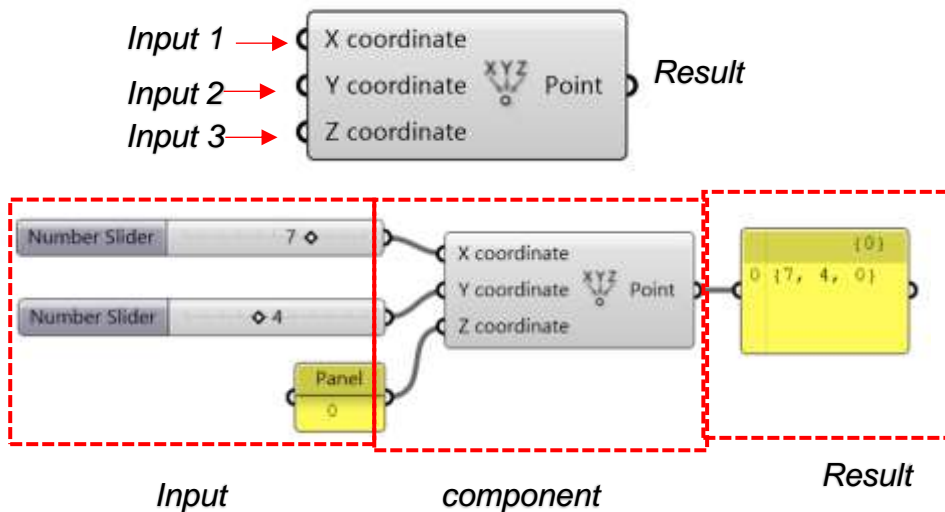 Input 1
X coordinate
Input 2
Y coordinate
XYZ
Point
Result
Input 3
Z coordinate
Number Slider
7
X coordinate
Number Slider
4
Y coordinate
XYZ
Point
Z coordinate
Panel
0
{0}
0 {7, 4, 0}
Input
component
Result